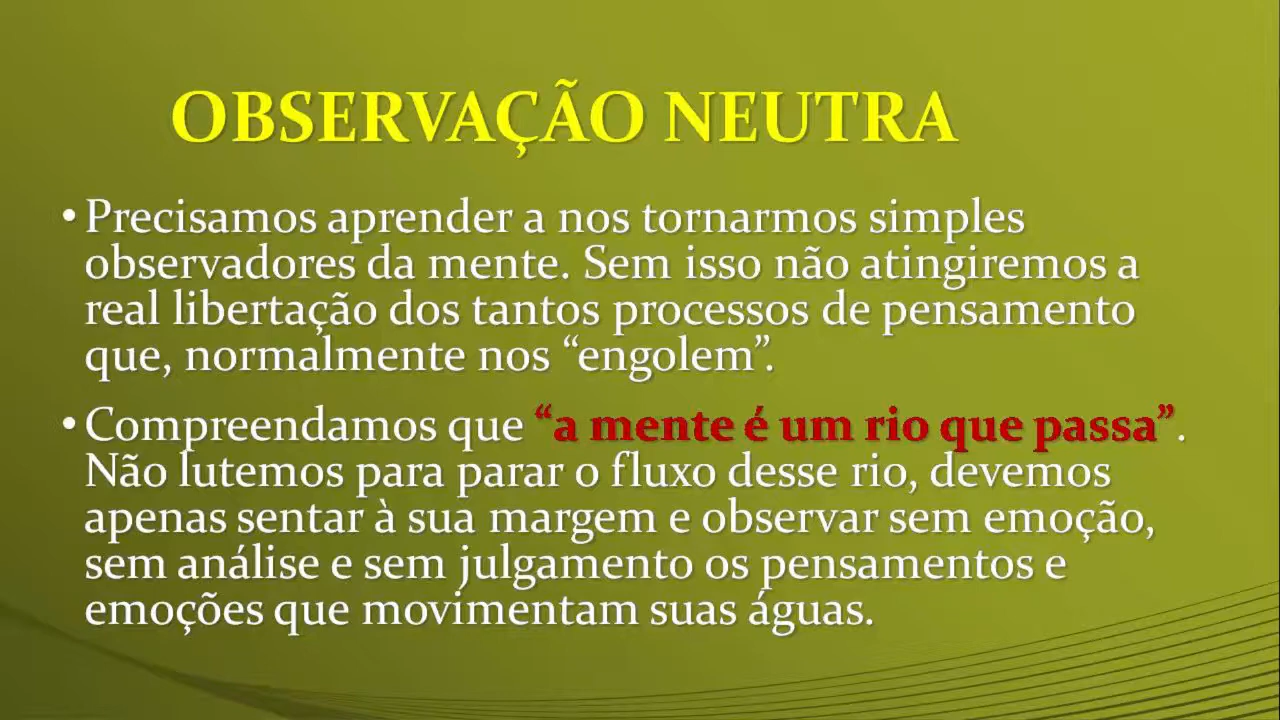 OBSERVAÇÃO NEUTRA
• Precisamos aprender a nos tornarmos simples
observadores da mente. Sem isso não atingiremos a
real libertação dos tantos processos de pensamento
que, normalmente nos “engolem”.
• Compreendamos que “a mente é um rio que passa”.
Não lutemos para parar o fluxo desse rio, devemos
apenas sentar à sua margem e observar sem emoção,
sem análise e sem julgamento os pensamentos e
emoções que movimentam suas águas.